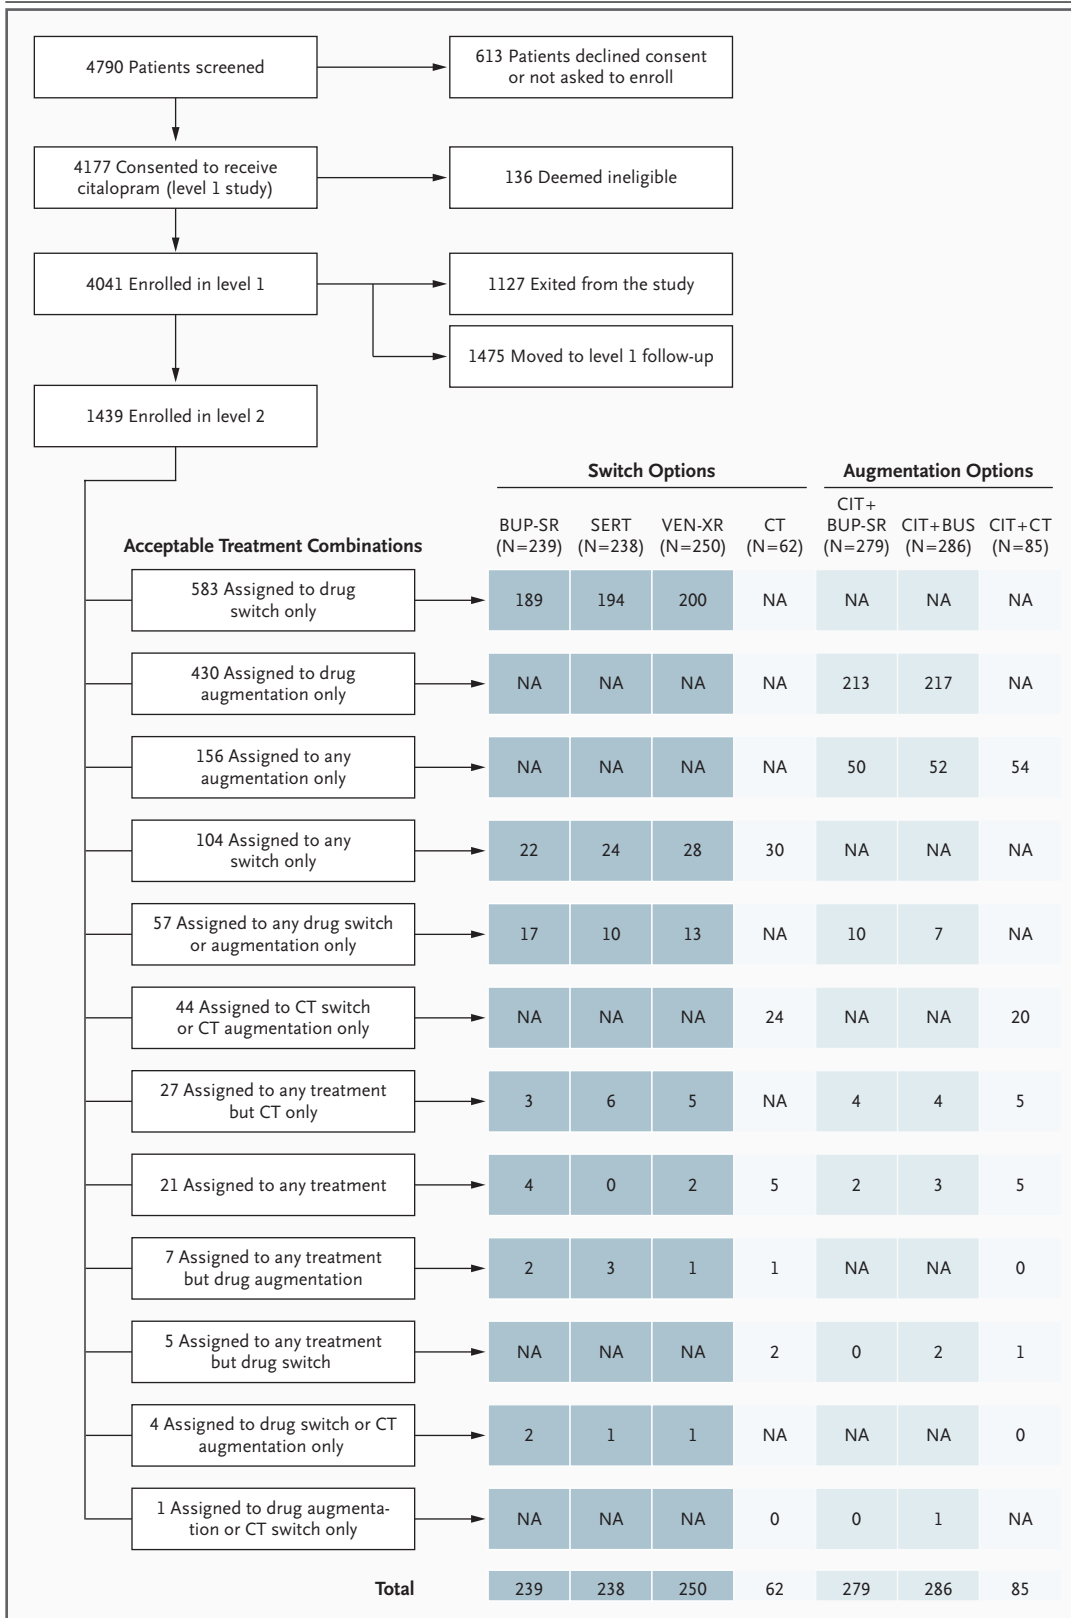 4790 Patients screened
613 Patients declined consent
or not asked to enroll
4177 Consented to receive
citalopram (level 1 study)
136 Deemed ineligible
4041 Enrolled in level 1
1127 Exited from the study
1475 Moved to level 1 follow-up
1439 Enrolled in level 2
Switch Options
Augmentation Options
Acceptable Treatment Combinations
BUP-SR
(N=239)
SERT
(N=238)
VEN-XR
(N=250)
CT
(N=62)
CIT+
BUP-SR
(N=279)
CIT+BUS
(N=286)
CIT+CT
(N=85)
583 Assigned to drug
switch only
189 194 200 NA NA NA NA
430 Assigned to drug
augmentation only
NA NA NA NA 213 217 NA
156 Assigned to any
augmentation only
NA NA NA NA 50 52 54
104 Assigned to any
switch only
22 24 28 30 NA NA NA
57 Assigned to any drug switch
or augmentation only
17 10 13 NA 10 7 NA
44 Assigned to CT switch
or CT augmentation only
NA NA NA 24 NA NA 20
27 Assigned to any treatment
but CT only
3 6 5 NA 4 4 5
21 Assigned to any treatment
4 0 2 5 2 3 5
7 Assigned to any treatment
but drug augmentation
2 3 1 1 NA NA 0
5 Assigned to any treatment
but drug switch
NA NA NA 2 0 2 1
4 Assigned to drug switch or CT
augmentation only
2 1 1 NA NA NA 0
1 Assigned to drug augmenta-
tion or CT switch only
NA NA NA 0 0 1 NA
Total 239 238 250 62 279 286 85